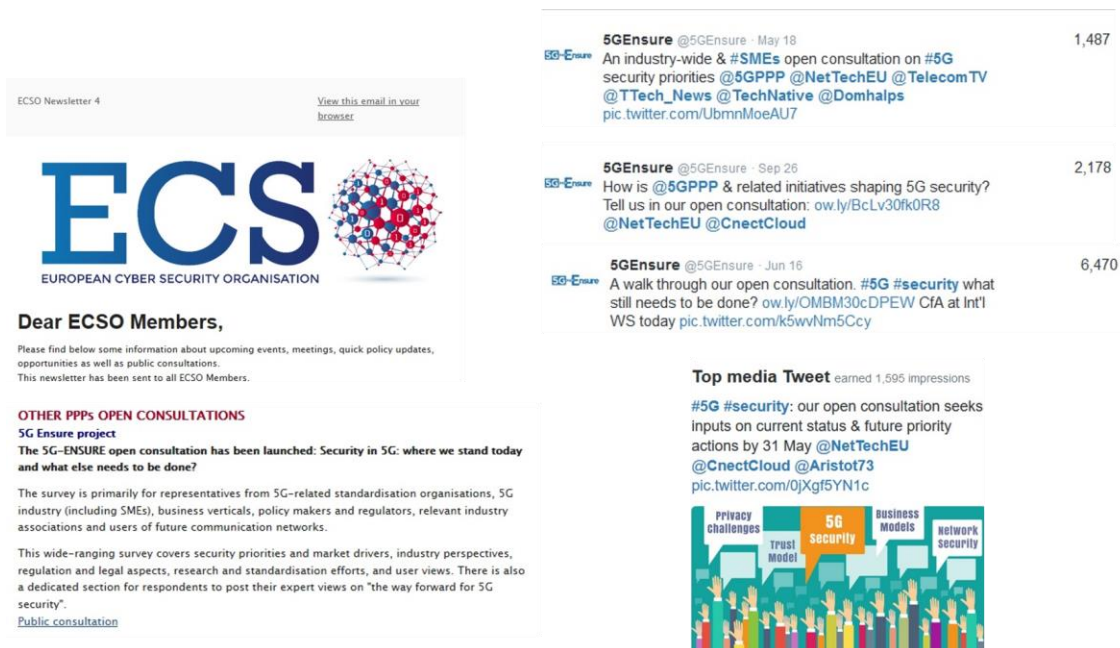 ECSO Newsletter 4
View this email in your
browser
ECS
EUROPEAN CYBER SECURITY ORGANISATION
Dear ECSO Members,
Please find below some information about upcoming events, meetings, quick policy updates,
opportunities as well as public consultations.
This newsletter has been sent to all ECSO Members.
OTHER PPPs OPEN CONSULTATIONS
5G Ensure project
The 5G-ENSURE open consultation has been launched: Security in 5G: where we stand today
and what else needs to be done?
The survey is primarily for representatives from 5G-related standardisation organisations, 5G
industry (including SMEs), business verticals, policy makers and regulators, relevant industry
associations and users of future communication networks.
This wide-ranging survey covers security priorities and market drivers, industry perspectives,
regulation and legal aspects, research and standardisation efforts, and user views. There is also
a dedicated section for respondents to post their expert views on "the way forward for 5G
security".
Public consultation
5GEnsure @5GEnsure · May 18
1,487
5G-Ensure
An industry-wide & #SMEs open consultation on #5G
security priorities @5GPPP @NetTechEU @TelecomTV
@TTech_News @TechNative @Domhalps
pic.twitter.com/UbmnMoeAU7
5GEnsure @5GEnsure · Sep 26
2,178
5G-Ensure
How is @5GPPP & related initiatives shaping 5G security?
Tell us in our open consultation: ow.ly/BcLv30fk0R8
@NetTechEU @CnectCloud
5GEnsure @5GEnsure · Jun 16
6,470
5G-Ensure
A walk through our open consultation. #5G #security what
still needs to be done? ow.ly/OMBM30cDPEW CfA at Int'l
WS today pic.twitter.com/k5wvNm5Ccy
Top media Tweet earned 1,595 impressions
#5G #security: our open consultation seeks
inputs on current status & future priority
actions by 31 May @NetTechEU
@CnectCloud @Aristot73
pic.twitter.com/0jXgf5YN1c
Privacy
Challenges
Trust
Model
5G
Security
Business
Models
Network
Security